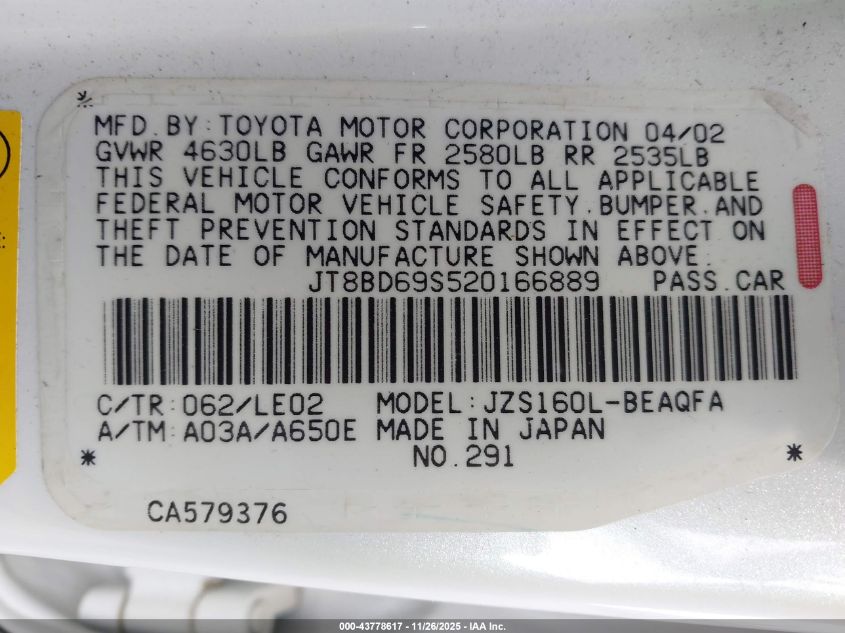 MFD. BY: TOYOTA MOTOR CORPORATION 04/02
GVWR 4630LB GAWR FR 2580LB RR 2535LB
THIS VEHICLE CONFORMS TO ALL APPLICABLE
FEDERAL MOTOR VEHICLE SAFETY, BUMPER, AND
THEFT PREVENTION STANDARDS IN EFFECT ON
THE DATE OF MANUFACTURE SHOWN ABOVE.
JT8BD69S520166889 PASS. CAR
C/TR: 062/LE02 MODEL: JZS160L-BEAQFA
A/TM: A03A/A650E MADE IN JAPAN
* NO. 291 *
CA579376
000-43778617 - 11/26/2025 - IAA Inc.